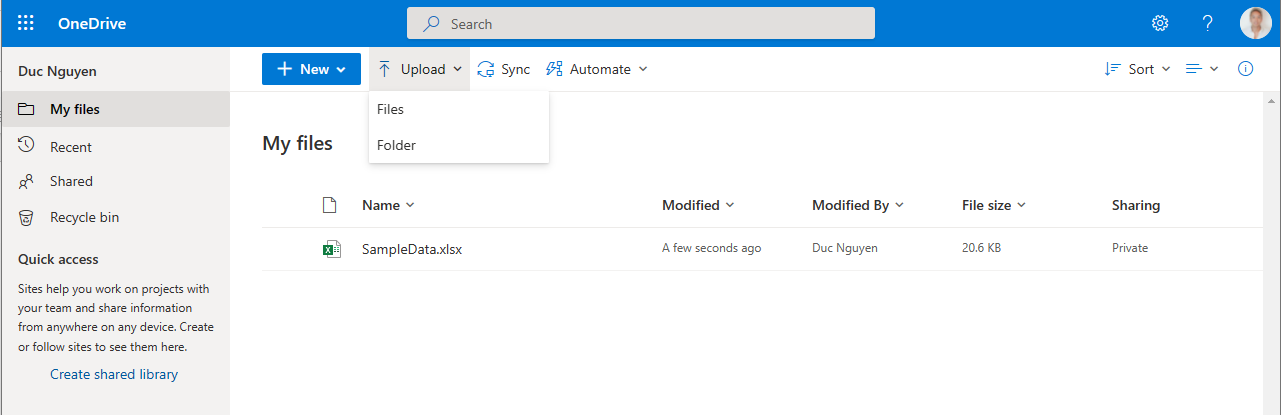 OneDrive
Search
?
Duc Nguyen
+ New
Upload
Sync
Automate
Sort
My files
Files
Recent
Folder
Shared
Recycle bin
My files
Name
Modified
Modified By
File size
Sharing
SampleData.xlsx
A few seconds ago
Duc Nguyen
20.6 KB
Private
Quick access
Sites help you work on projects with
your team and share information
from anywhere on any device. Create
or follow sites to see them here.
Create shared library